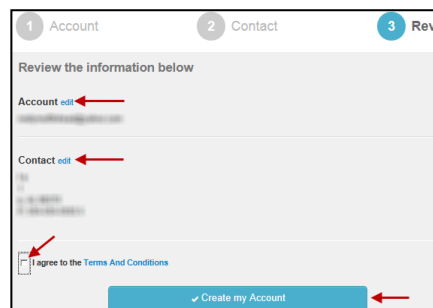 1 Account 2 Contact 3 Rev
Review the information below
Account edit
Contact edit
I agree to the Terms And Conditions
✔ Create my Account